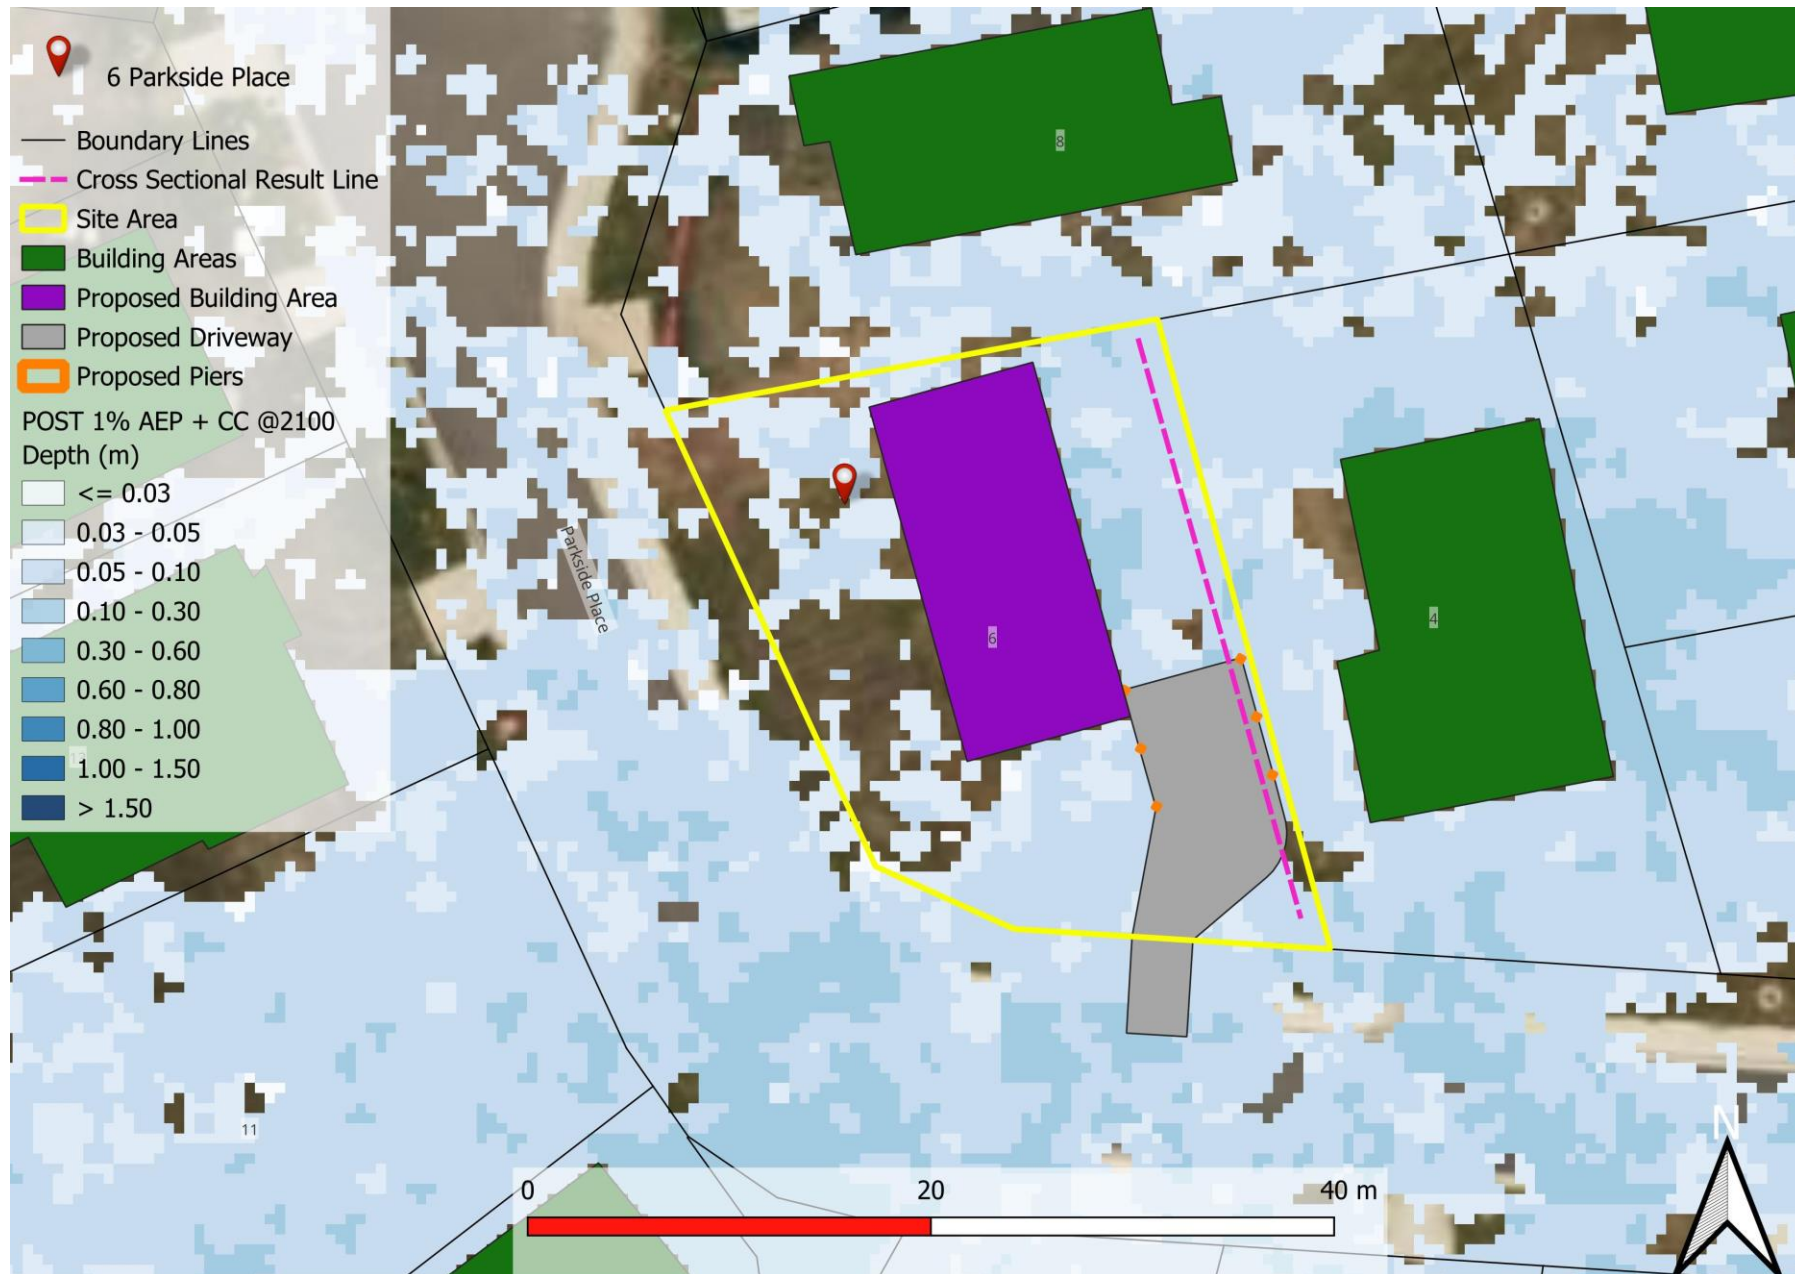 6 Parkside Place
Boundary Lines
Cross Sectional Result Line
Site Area
Building Areas
Proposed Building Area
Proposed Driveway
Proposed Piers
POST 1% AEP + CC @2100
Depth (m)
<= 0.03
0.03 - 0.05
0.05 - 0.10
0.10 - 0.30
0.30 - 0.60
0.60 - 0.80
0.80 - 1.00
1.00 - 1.50
> 1.50
8
Parkside Place
6
4
11
0 20 40 m
N